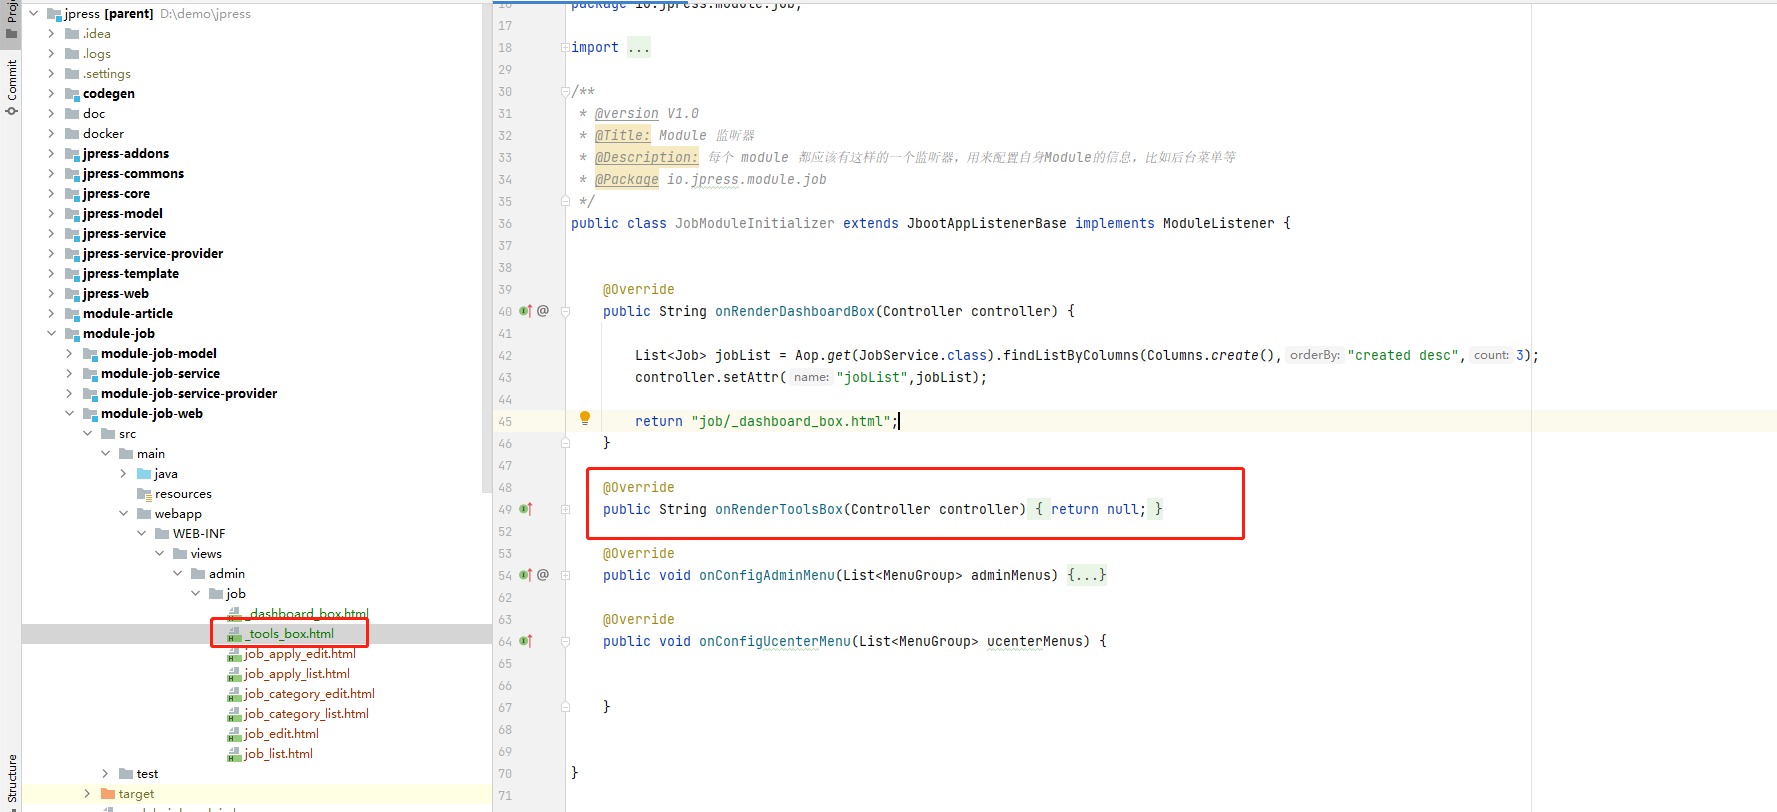 Commit
Structure
jpress [parent] D:\demo\jpress
.idea
.logs
.settings
codegen
doc
docker
jpress-addons
jpress-commons
jpress-core
jpress-model
jpress-service
jpress-service-provider
jpress-template
jpress-web
module-article
module-job
module-job-model
module-job-service
module-job-service-provider
module-job-web
src
main
java
resources
webapp
WEB-INF
views
admin
job
_dashboard_box.html
_tools_box.html
job_apply_edit.html
job_apply_list.html
job_category_edit.html
job_category_list.html
job_edit.html
job_list.html
test
target
16 package io.jpress.module.job;
17
18 import ...
29
30 /**
31 * @version V1.0
32 * @Title: Module 监听器
33 * @Description: 每个 module 都应该有这样的一个监听器，用来配置自身Module的信息，比如后台菜单等
34 * @Package io.jpress.module.job
35 */
36 public class JobModuleInitializer extends JbootAppListenerBase implements ModuleListener {
37
38
39 @Override
40 @ public String onRenderDashboardBox(Controller controller) {
41
42 List<Job> jobList = Aop.get(JobService.class).findListByColumns(Columns.create(), orderBy: "created desc", count: 3);
43 controller.setAttr( name: "jobList",jobList);
44
45 return "job/_dashboard_box.html";
46 }
47
48 @Override
49 public String onRenderToolsBox(Controller controller) { return null; }
52
53 @Override
54 @ public void onConfigAdminMenu(List<MenuGroup> adminMenus) {...}
62
63 @Override
64 public void onConfigUcenterMenu(List<MenuGroup> ucenterMenus) {
65
66
67 }
68
69
70 }
71